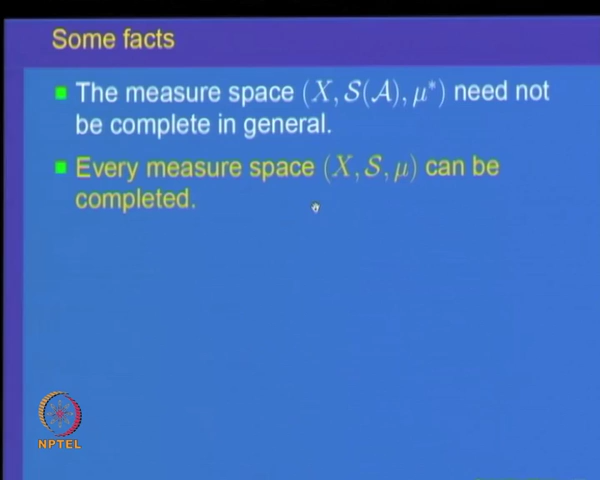 Some facts
The measure space (X, 𝒮(𝒜), μ*) need not
be complete in general.
Every measure space (X, 𝒮, μ) can be
completed.
NPTEL